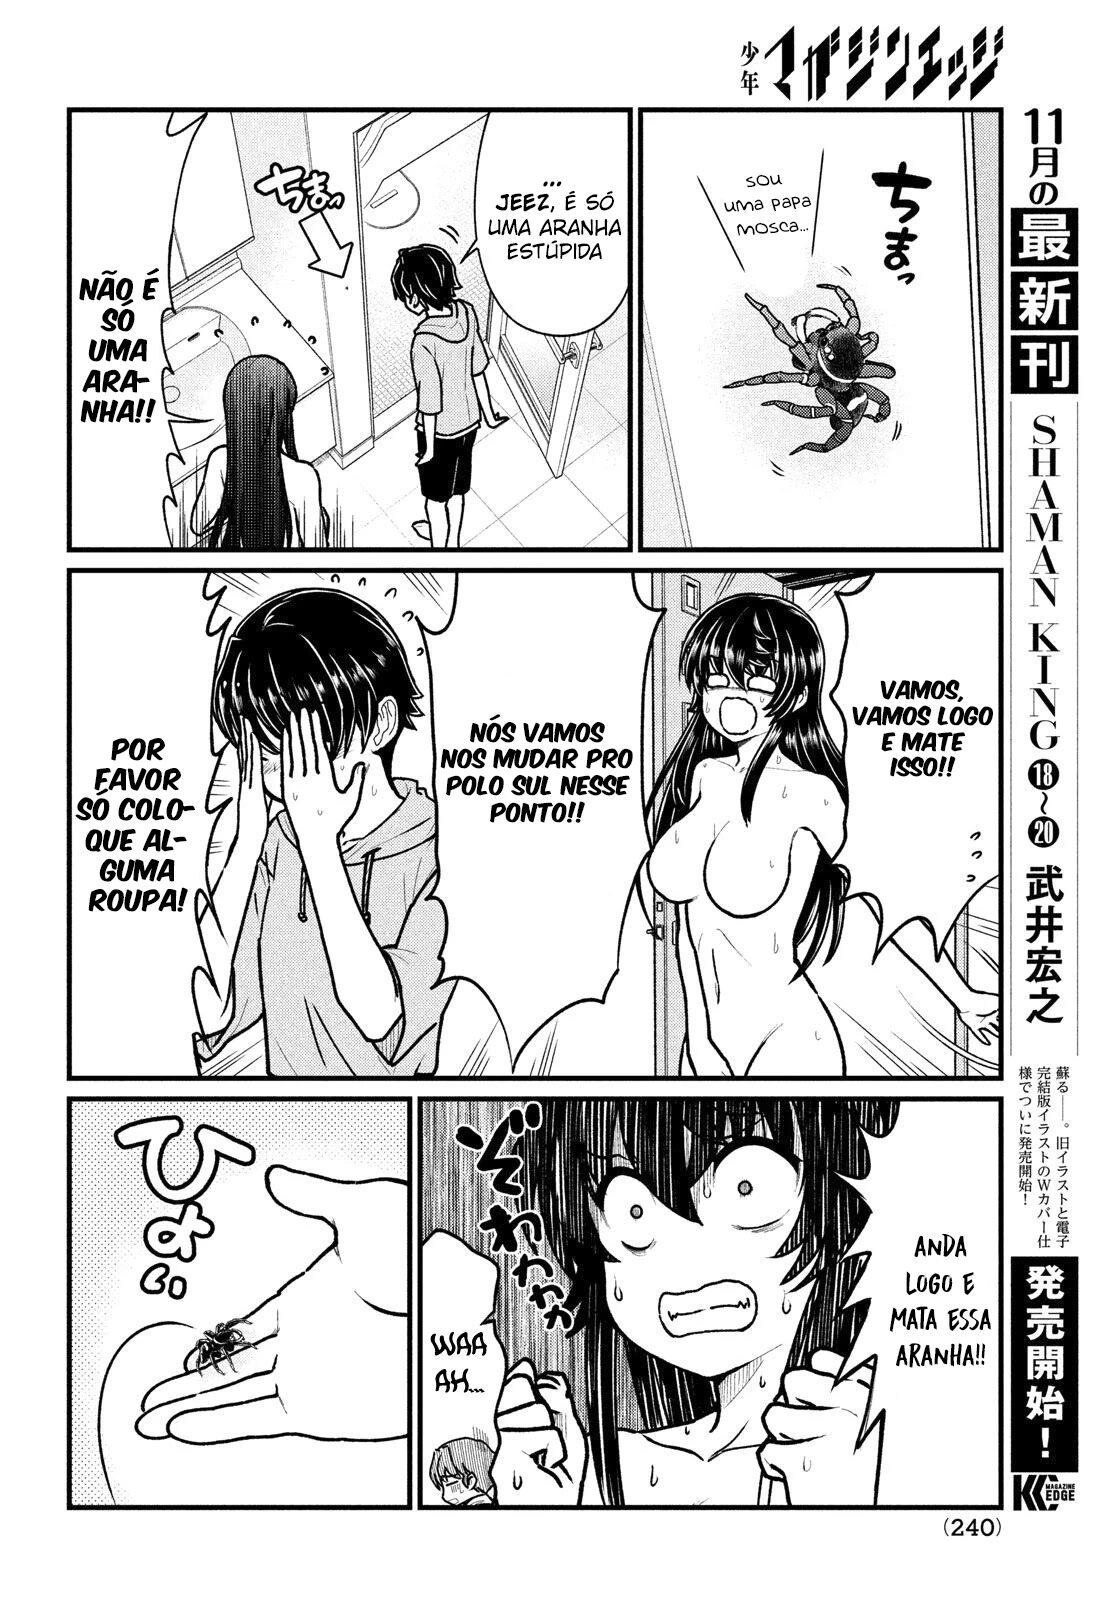 少年
マガジンエッジ
11月の
最新刊
SHAMAN KING
18～20
武井宏之
蘇る――。旧イラストと電子
完結版イラストのWカバー仕
様でついに発売開始！
発売開始！
KC
MAGAZINE
EDGE
SOU
UMA PAPA
MOSCA...
ちまっ
...
JEEZ, É SÓ
UMA ARANHA
ESTÚPIDA
ちまっ
NÃO É
SÓ
UMA
ARA-
NHA!!
VAMOS,
VAMOS LOGO
E MATE
ISSO!!
NÓS VAMOS
NOS MUDAR PRO
POLO SUL NESSE
PONTO!!
POR
FAVOR
SÓ COLO-
QUE AL-
GUMA
ROUPA!
ANDA
LOGO E
MATA ESSA
ARANHA!!
ぞわわわ
WAA
AH...
ひょい
(240)